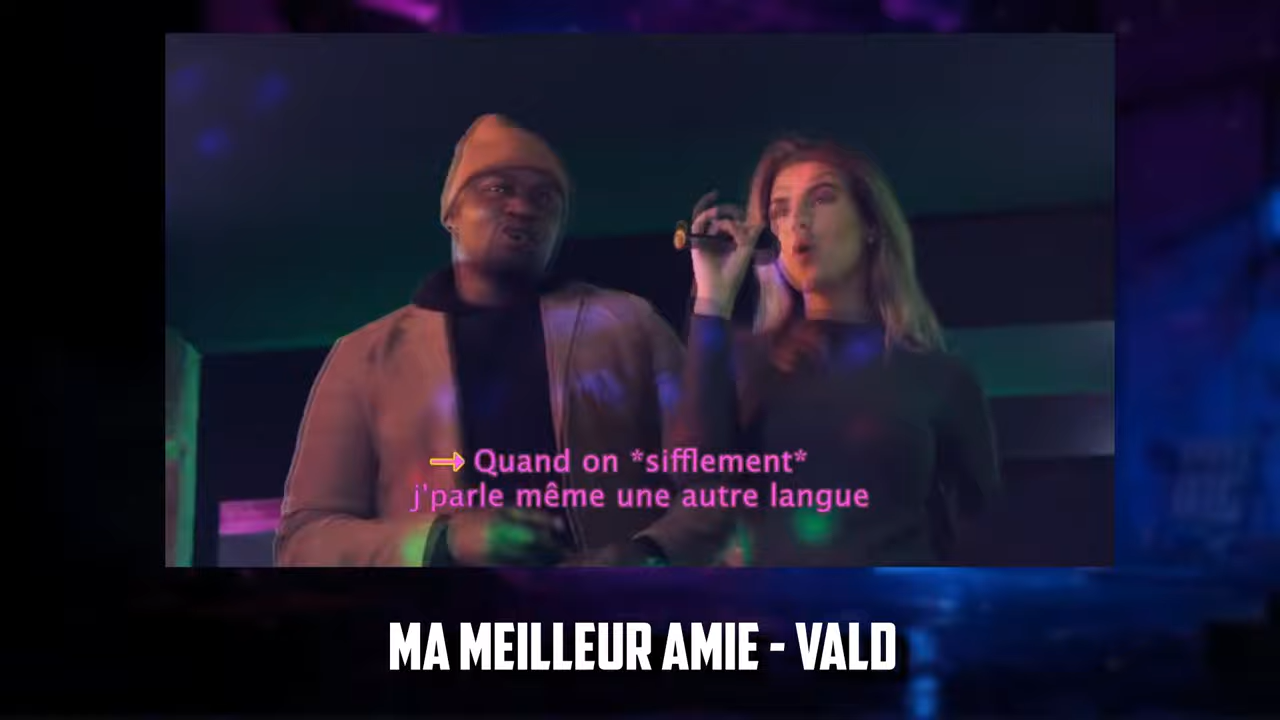 → Quand on *sifflement*
j'parle même une autre langue
MA MEILLEUR AMIE - VALD